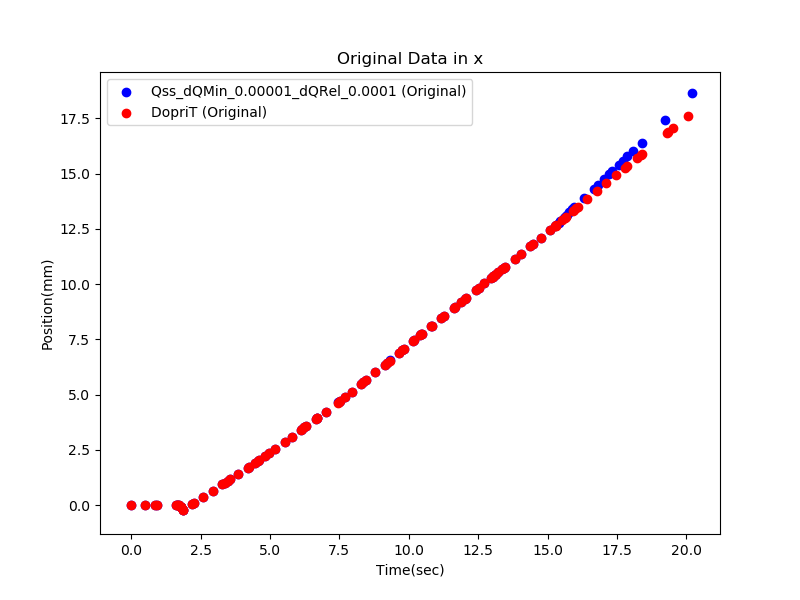 Original Data in x
Qss_dQMin_0.00001_dQRel_0.0001 (Original)
DopriT (Original)
17.5
15.0
12.5
10.0
7.5
5.0
2.5
0.0
Position(mm)
0.0 2.5 5.0 7.5 10.0 12.5 15.0 17.5 20.0
Time(sec)